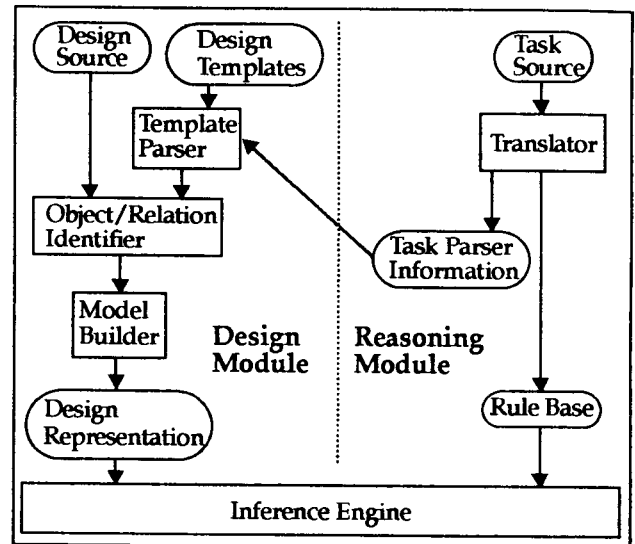 Design
Source
Design
Templates
Task
Source
Template
Parser
Translator
Object/Relation
Identifier
Task Parser
Information
Model
Builder
Design
Module
Reasoning
Module
Design
Representation
Rule Base
Inference Engine